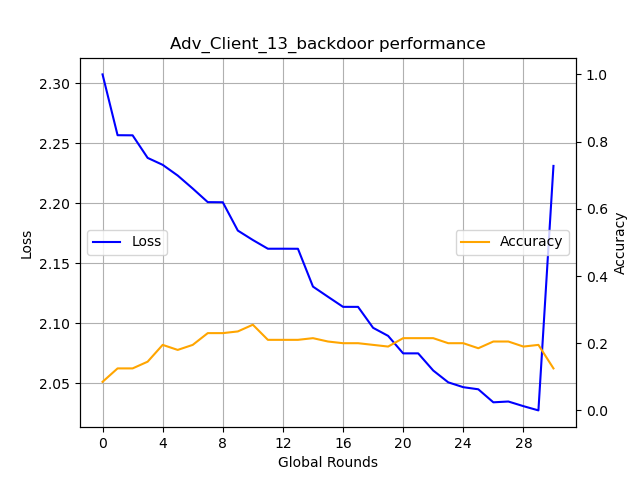 Adv_Client_13_backdoor performance
2.30
2.25
2.20
2.15
2.10
2.05
Loss
Loss
Accuracy
1.0
0.8
0.6
0.4
0.2
0.0
Accuracy
0 4 8 12 16 20 24 28
Global Rounds